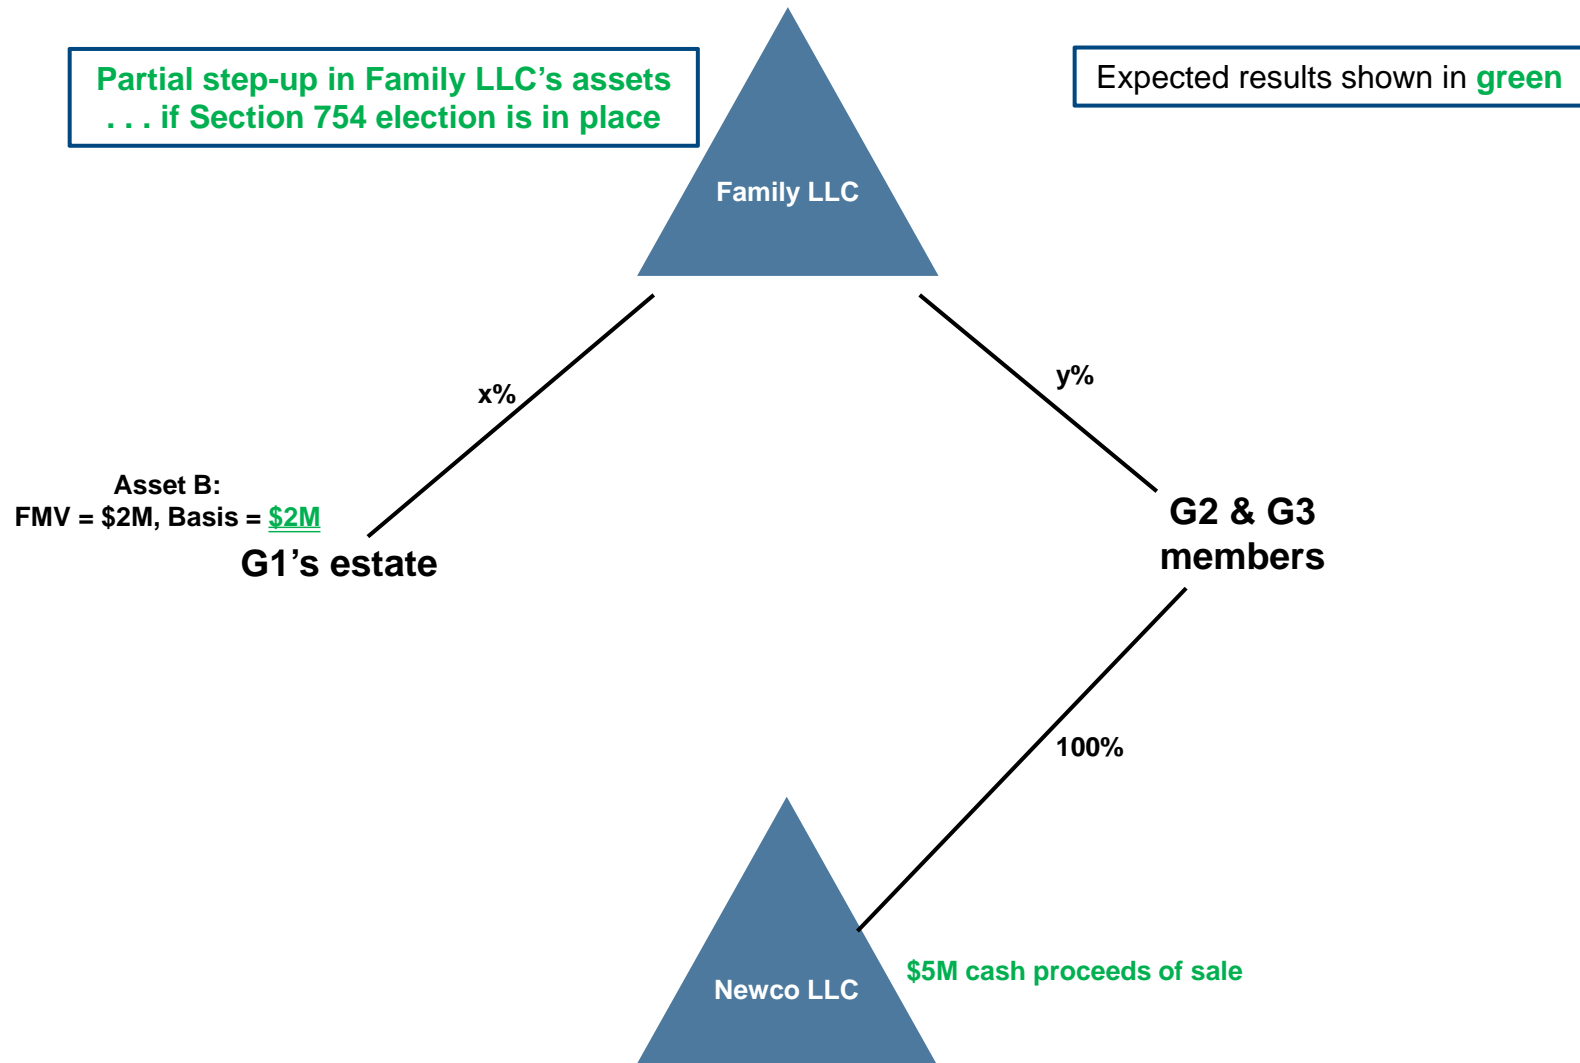 Partial step-up in Family LLC’s assets
. . . if Section 754 election is in place
Expected results shown in green
Family LLC
x%
y%
Asset B:
FMV = $2M, Basis = $2M
G1’s estate
G2 & G3
members
100%
$5M cash proceeds of sale
Newco LLC